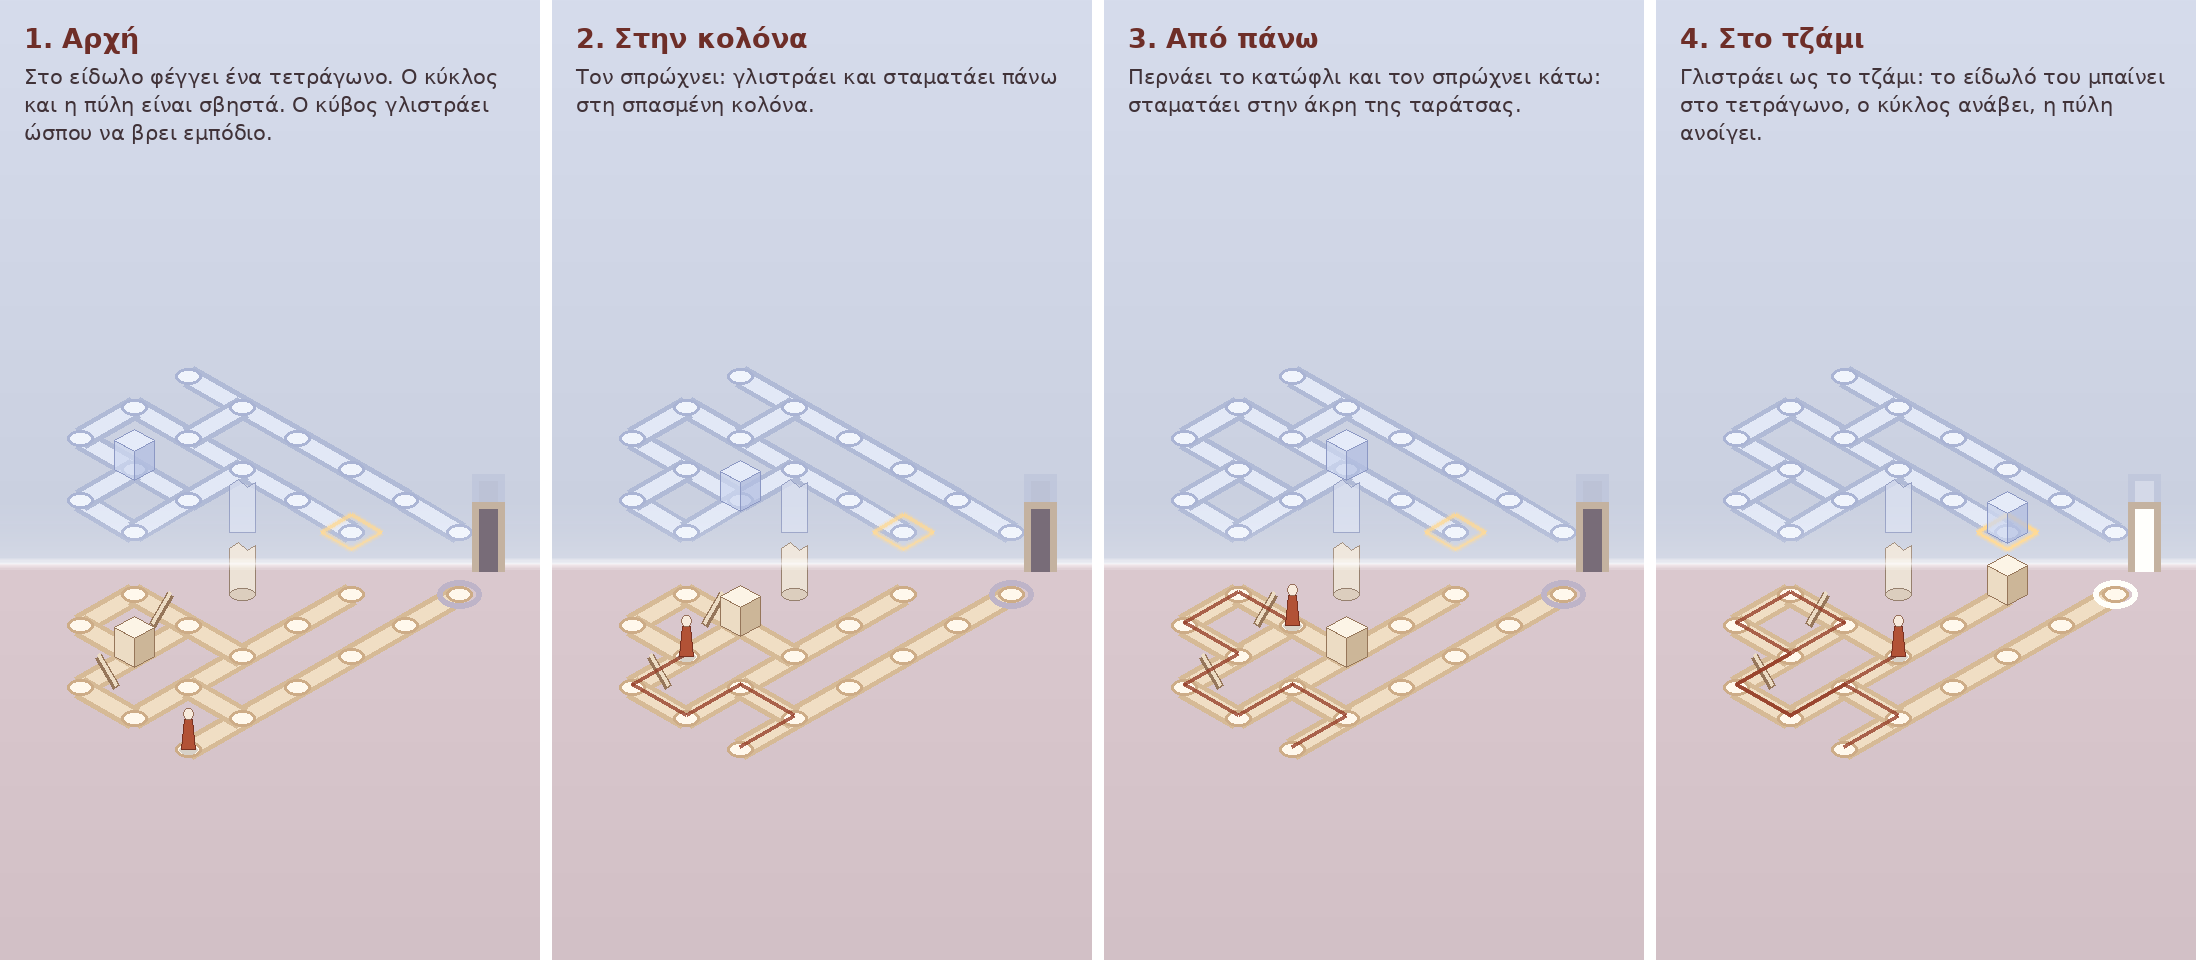 1. Αρχή
Στο είδωλο φέγγει ένα τετράγωνο. Ο κύκλος
και η πύλη είναι σβηστά. Ο κύβος γλιστράει
ώσπου να βρει εμπόδιο.
2. Στην κολόνα
Τον σπρώχνει: γλιστράει και σταματάει πάνω
στη σπασμένη κολόνα.
3. Από πάνω
Περνάει το κατώφλι και τον σπρώχνει κάτω:
σταματάει στην άκρη της ταράτσας.
4. Στο τζάμι
Γλιστράει ως το τζάμι: το είδωλό του μπαίνει
στο τετράγωνο, ο κύκλος ανάβει, η πύλη
ανοίγει.